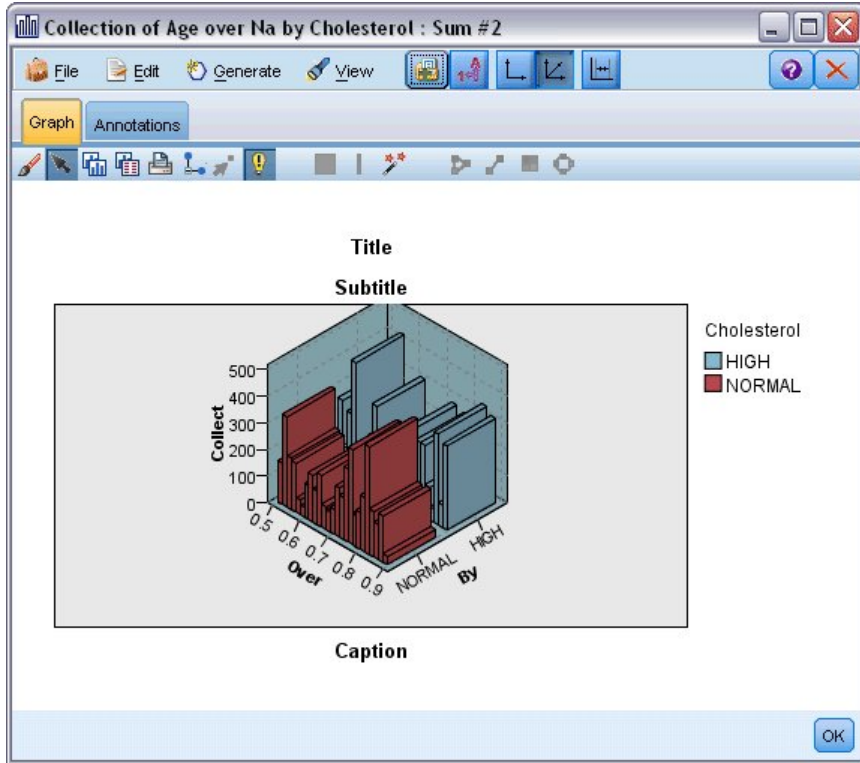 Collection of Age over Na by Cholesterol : Sum #2
File Edit Generate View
Graph Annotations
Title
Subtitle
Cholesterol
HIGH
NORMAL
500
400
300
200
100
0
Collect
0.5 0.6 0.7 0.8 0.9
Over
NORMAL HIGH
By
Caption
OK